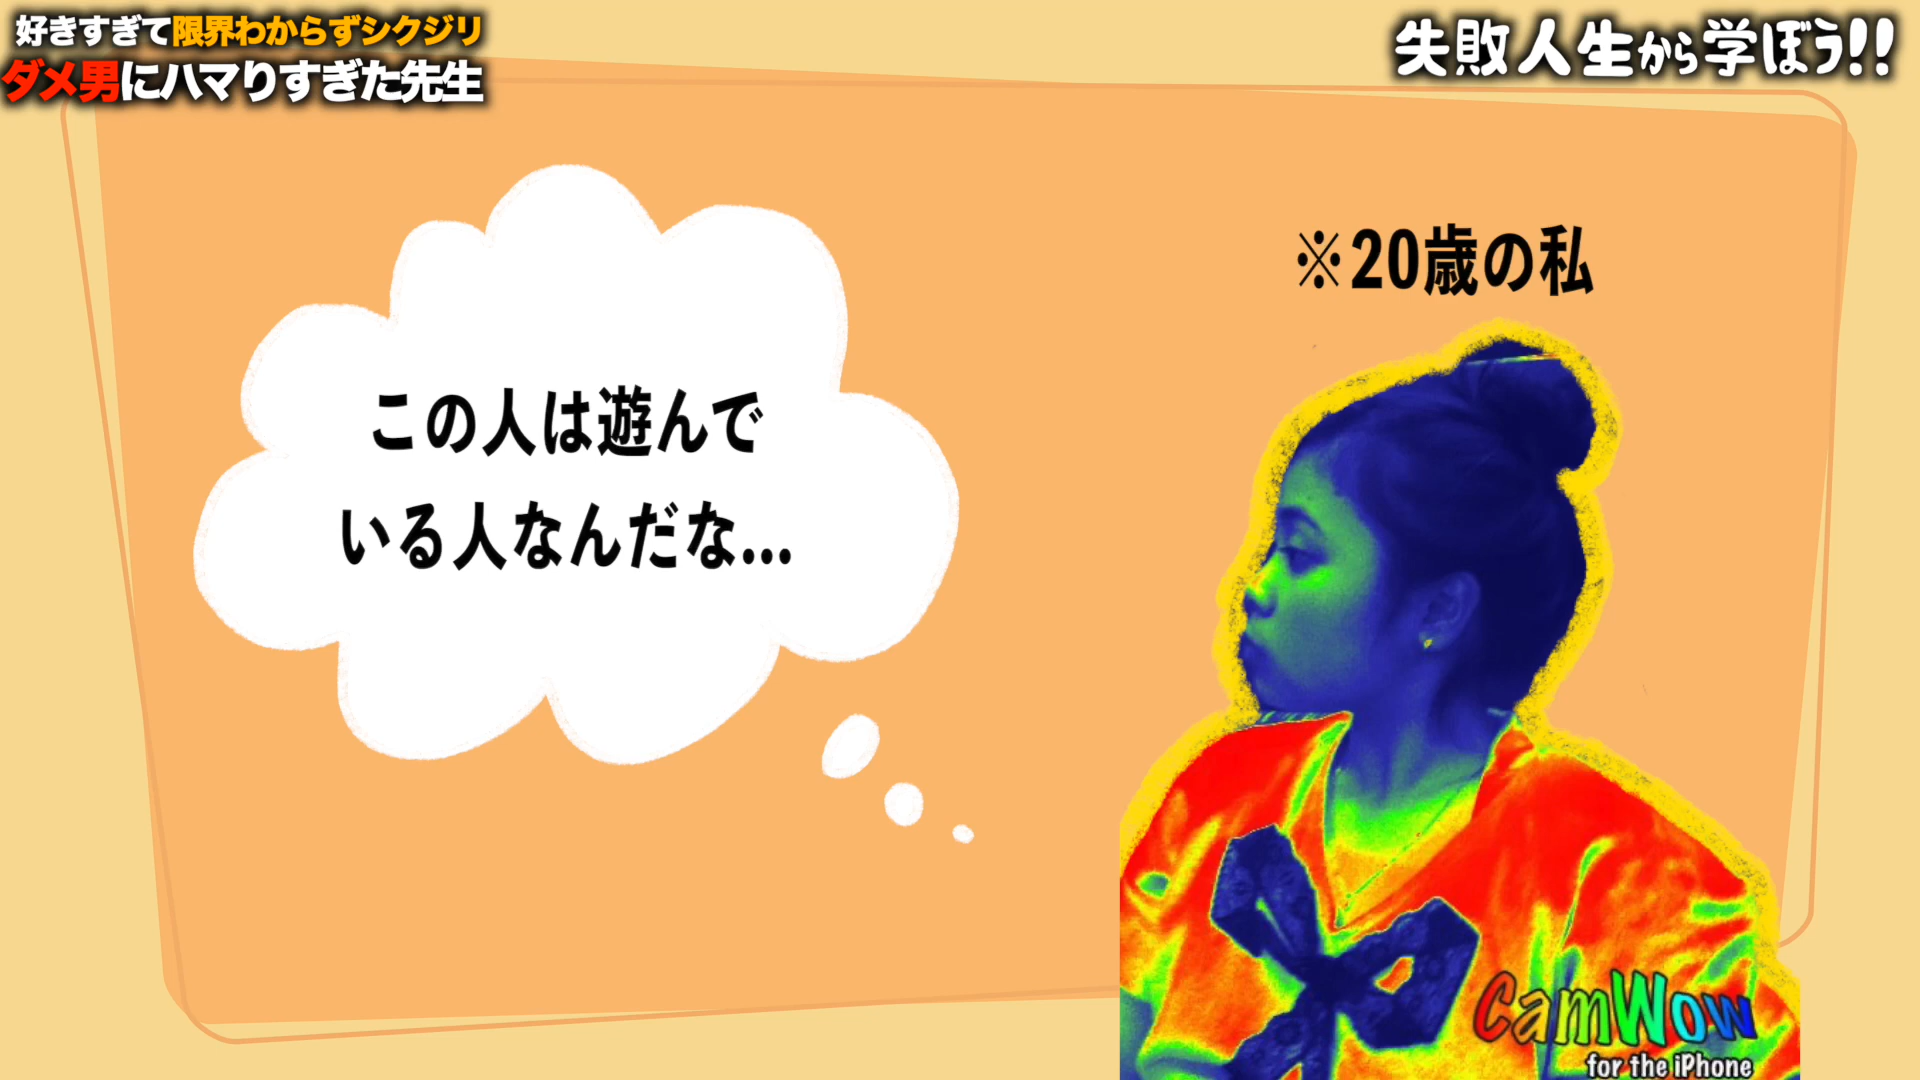 好きすぎて限界わからずシクジリ
ダメ男にハマりすぎた先生
失敗人生から学ぼう!!
※20歳の私
この人は遊んで
いる人なんだな...
CamWow
for the iPhone